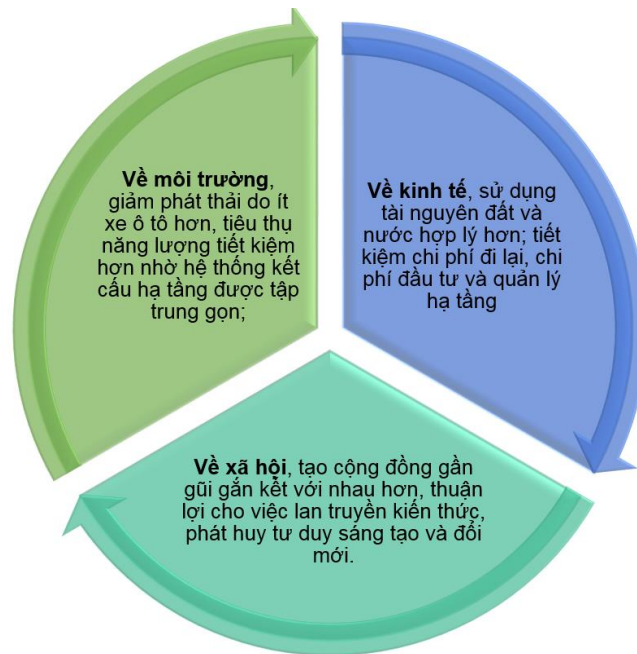 Về môi trường,
giảm phát thải do ít
xe ô tô hơn, tiêu thụ
năng lượng tiết kiệm
hơn nhờ hệ thống kết
cấu hạ tầng được tập
trung gọn;
Về kinh tế, sử dụng
tài nguyên đất và
nước hợp lý hơn; tiết
kiệm chi phí đi lại, chi
phí đầu tư và quản lý
hạ tầng
Về xã hội, tạo cộng đồng gần
gũi gắn kết với nhau hơn, thuận
lợi cho việc lan truyền kiến thức,
phát huy tư duy sáng tạo và đổi
mới.